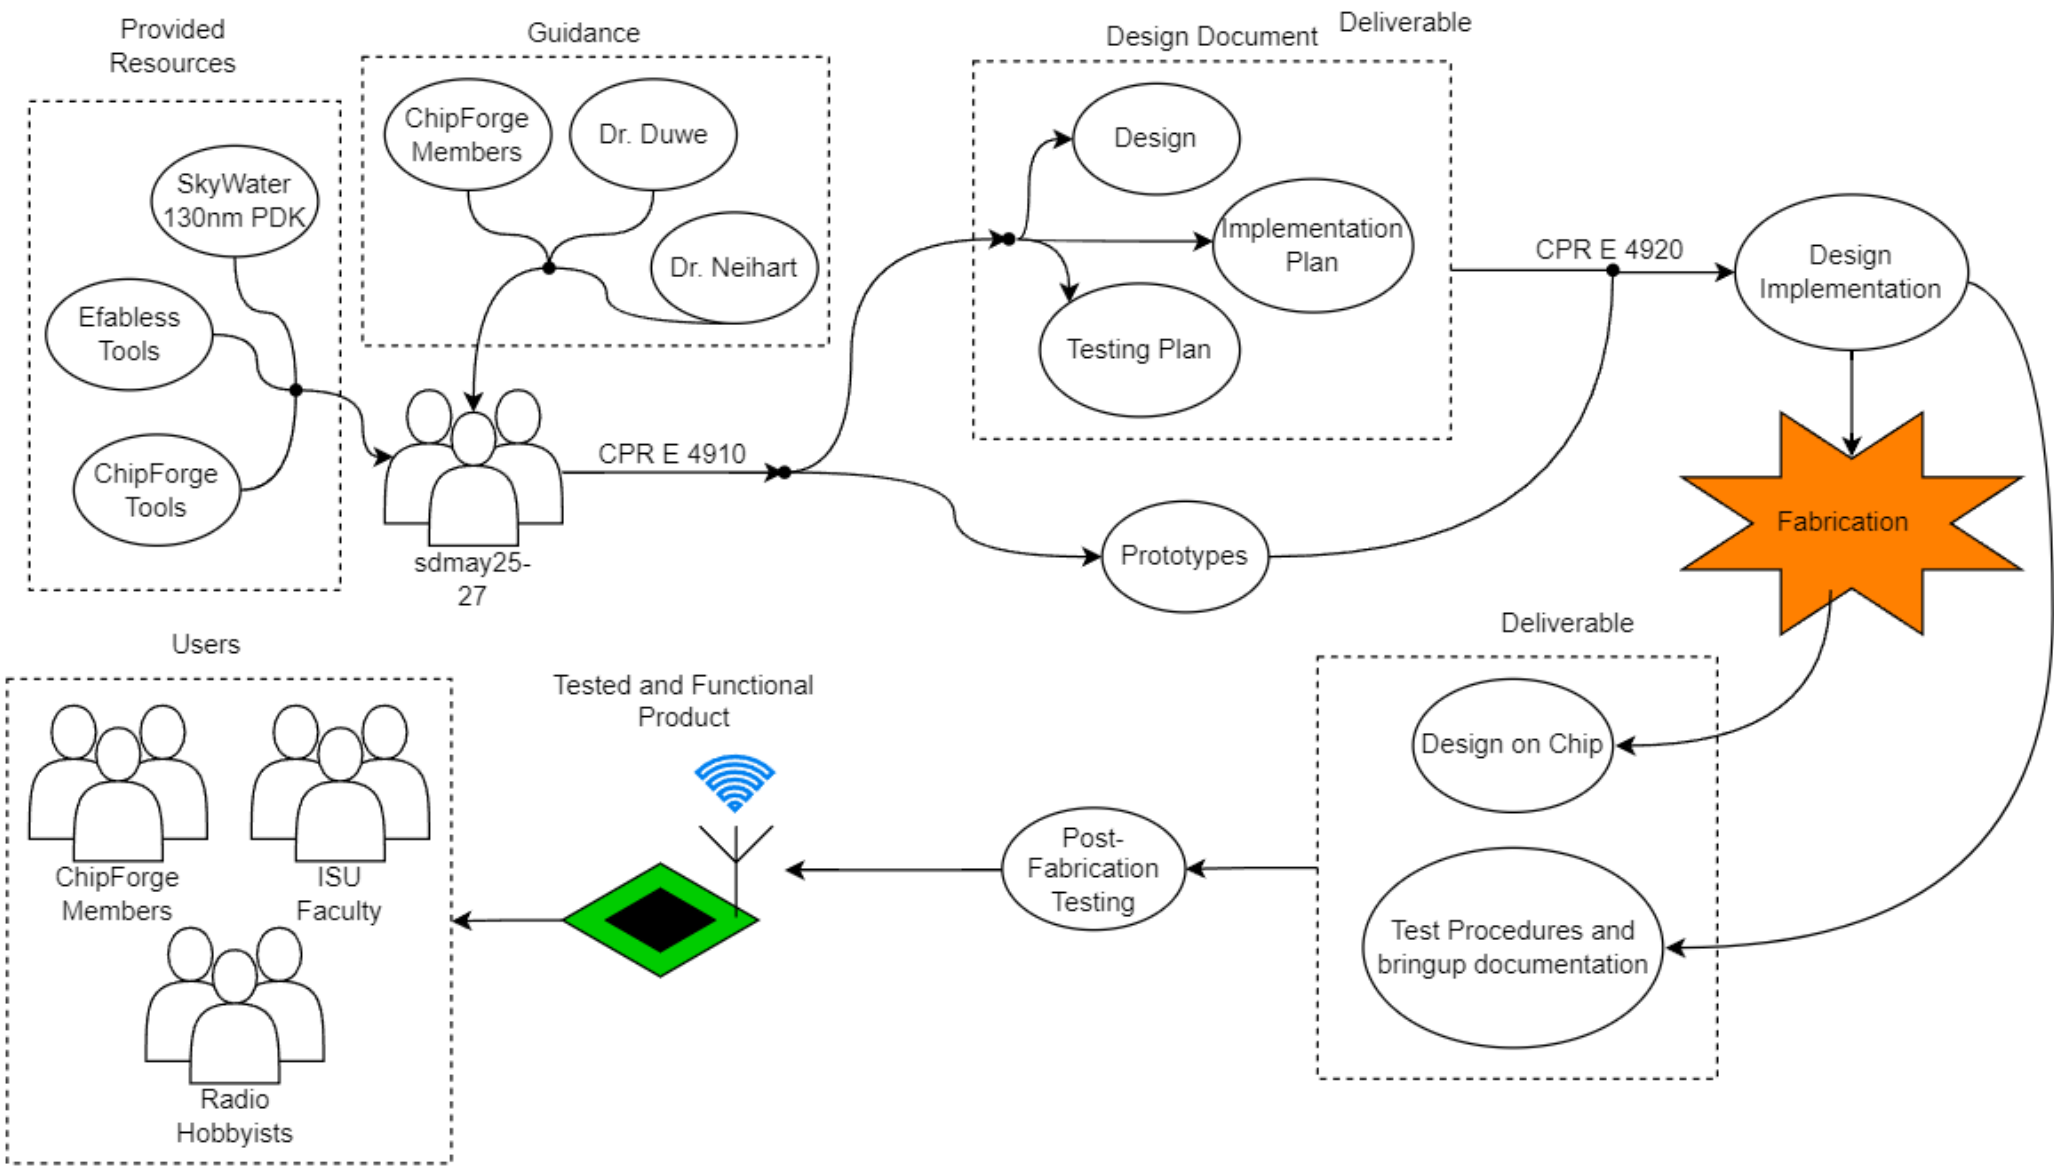 Provided
Resources
SkyWater
130nm PDK
Efabless
Tools
ChipForge
Tools
Guidance
ChipForge
Members
Dr. Duwe
Dr. Neihart
sdmay25-
27
CPR E 4910
Design Document
Deliverable
Design
Implementation
Plan
Testing Plan
Prototypes
CPR E 4920
Design
Implementation
Fabrication
Deliverable
Design on Chip
Test Procedures and
bringup documentation
Post-
Fabrication
Testing
Tested and Functional
Product
Users
ChipForge
Members
ISU
Faculty
Radio
Hobbyists